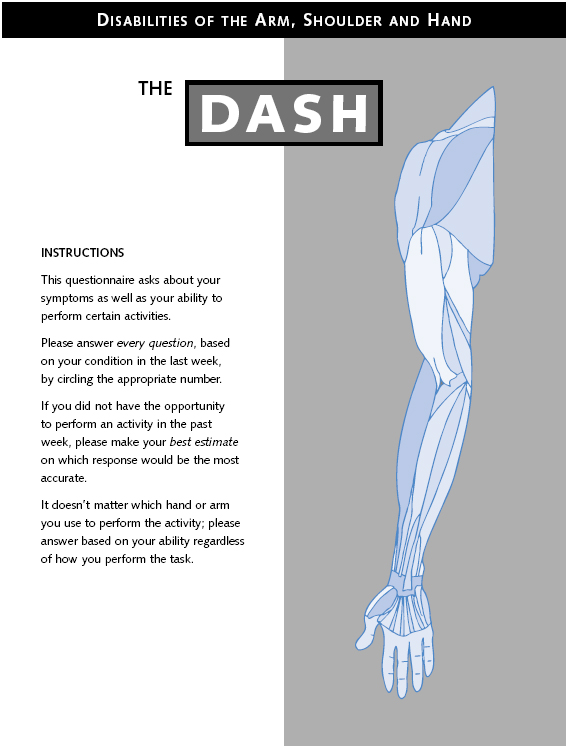 DISABILITIES OF THE ARM, SHOULDER AND HAND
THE
DASH
INSTRUCTIONS
This questionnaire asks about your
symptoms as well as your ability to
perform certain activities.
Please answer every question, based
on your condition in the last week,
by circling the appropriate number.
If you did not have the opportunity
to perform an activity in the past
week, please make your best estimate
on which response would be the most
accurate.
It doesn't matter which hand or arm
you use to perform the activity; please
answer based on your ability regardless
of how you perform the task.